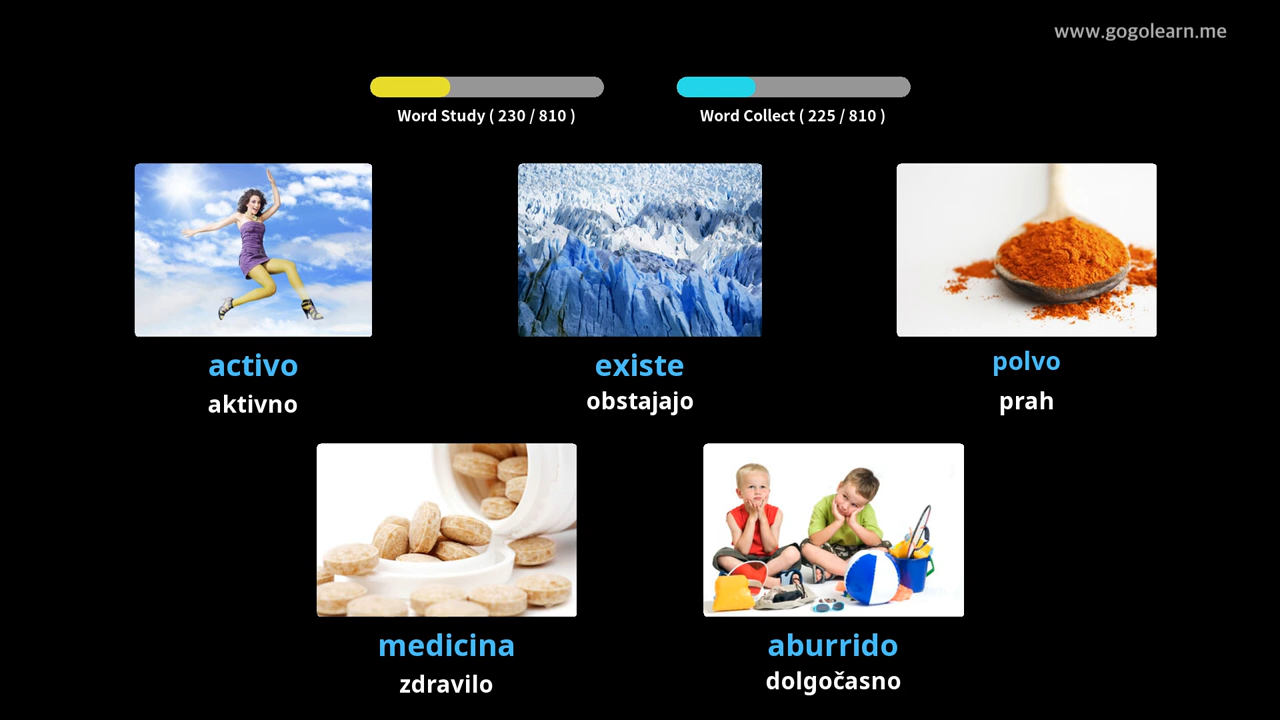 www.gogolearn.me
Word Study ( 230 / 810 )
Word Collect ( 225 / 810 )
activo
aktivno
existe
obstajajo
polvo
prah
medicina
zdravilo
aburrido
dolgočasno